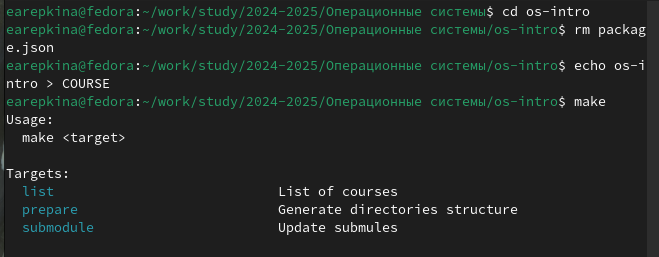 earepkina@fedora:~/work/study/2024-2025/Операционные системы$ cd os-intro
earepkina@fedora:~/work/study/2024-2025/Операционные системы/os-intro$ rm packag
e.json
earepkina@fedora:~/work/study/2024-2025/Операционные системы/os-intro$ echo os-i
ntro > COURSE
earepkina@fedora:~/work/study/2024-2025/Операционные системы/os-intro$ make
Usage:
  make <target>
Targets:
  list                            List of courses
  prepare                         Generate directories structure
  submodule                       Update submules